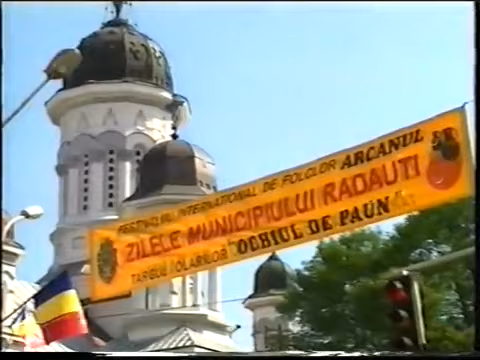 FESTIVALUL INTERNAȚIONAL DE FOLCLOR ARCANUL
ZILELE MUNICIPIULUI RADAUTI
TARGUL OLARILOR OCHIUL DE PAUN